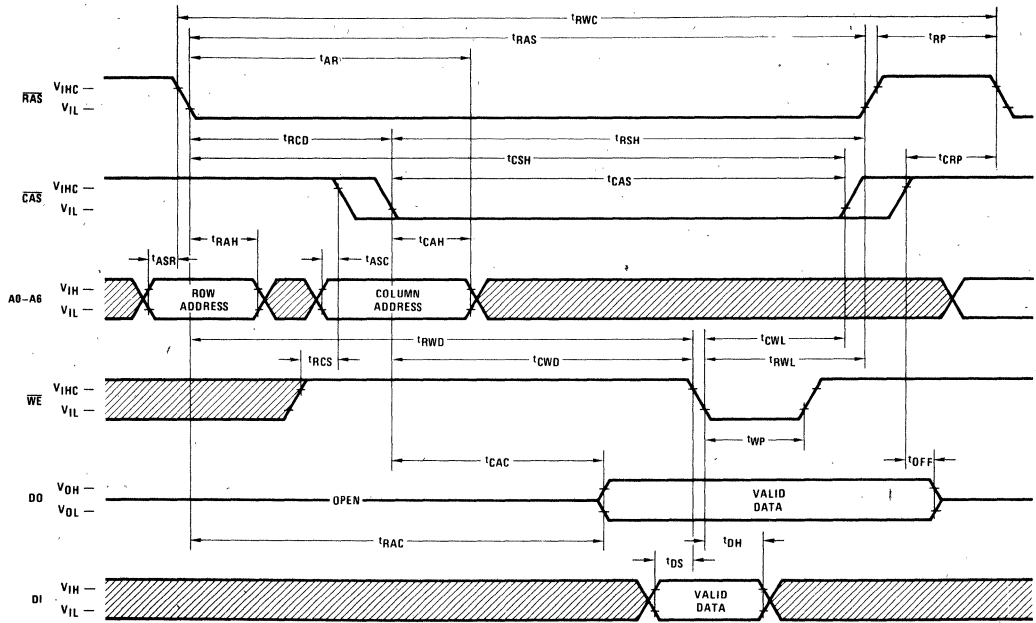 tRWC
tRAS
tRP
tAR
RAS
VIHC
VIL
tRCD
tRSH
tCSH
tCRP
tCAS
CAS
VIHC
VIL
tRAH
tCAH
tASR
tASC
A0–A6
VIH
VIL
ROW
ADDRESS
COLUMN
ADDRESS
tRWD
tCWL
tRCS
tCWD
tRWL
WE
VIHC
VIL
tWP
tCAC
tOFF
DO
VOH
VOL
OPEN
VALID
DATA
tRAC
tDH
tDS
DI
VIH
VIL
VALID
DATA